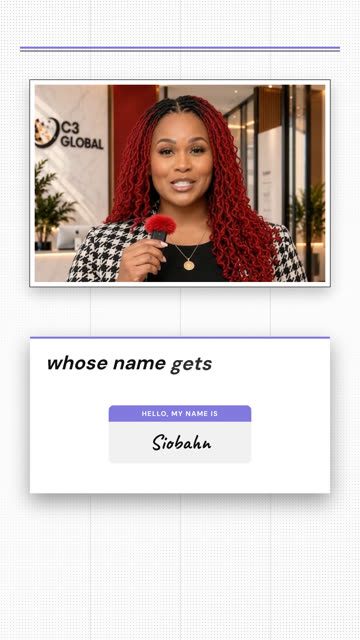 C3
GLOBAL
whose name gets
HELLO, MY NAME IS
Siobahn